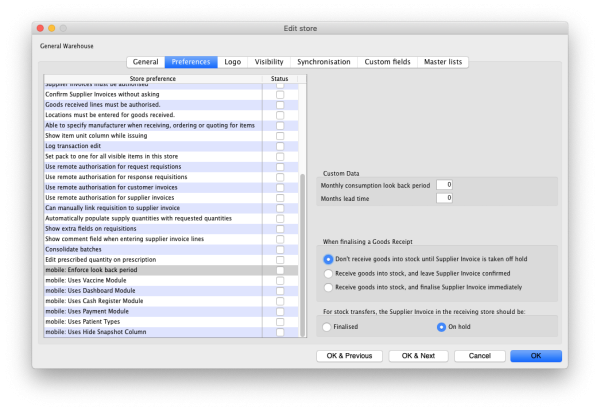 Edit store
General Warehouse
General Preferences Logo Visibility Synchronisation Custom fields Master lists
Store preference Status
Supplier invoices must be authorised
Confirm Supplier Invoices without asking
Goods received lines must be authorised.
Locations must be entered for goods received.
Able to specify manufacturer when receiving, ordering or quoting for items
Show item unit column while issuing
Log transaction edit
Set pack to one for all visible items in this store
Use remote authorisation for request requistions
Use remote authorisation for response requisitions
Use remote authorisation for customer invoices
Use remote authorisation for supplier invoices
Can manually link requisition to supplier invoice
Automatically populate supply quantities with requested quantities
Show extra fields on requisitions
Show comment field when entering supplier invoice lines
Consolidate batches
Edit prescribed quantity on prescription
mobile: Enforce look back period
mobile: Uses Vaccine Module
mobile: Uses Dashboard Module
mobile: Uses Cash Register Module
mobile: Uses Payment Module
mobile: Uses Patient Types
mobile: Uses Hide Snapshot Column
Custom Data
Monthly consumption look back period 0
Months lead time 0
When finalising a Goods Receipt
Don't receive goods into stock until Supplier Invoice is taken off hold
Receive goods into stock, and leave Supplier Invoice confirmed
Receive goods into stock, and finalise Supplier Invoice immediately
For stock transfers, the Supplier Invoice in the receiving store should be:
Finalised On hold
OK & Previous OK & Next Cancel OK